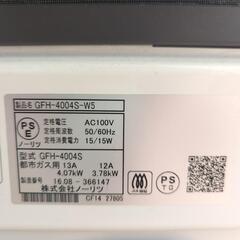 製品名 GFH-4004S-W5
PS
E
ノーリツ
定格電圧 AC100V
定格周波数 50/60Hz
定格消費電力 15/15W
型式 GFH-4004S
都市ガス用 13A 12A
4.07kW 3.78kW
製造年月-番号 16.08-366147
株式会社ノーリツ
CF14 27805
PS
TG